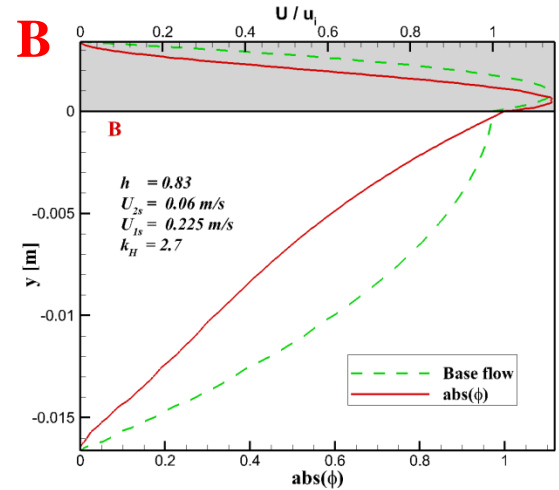 B
U / u_i
0 0.2 0.4 0.6 0.8 1
0
-0.005
-0.01
-0.015
y [m]
B
h = 0.83
U_2s = 0.06 m/s
U_1s = 0.225 m/s
k_H = 2.7
Base flow
abs(ϕ)
0 0.2 0.4 0.6 0.8 1
abs(ϕ)